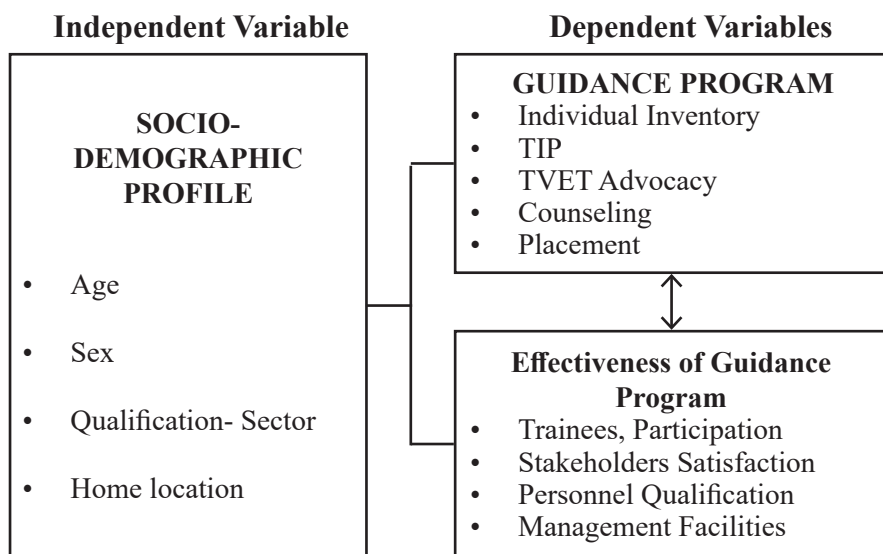 Independent Variable
SOCIO-
DEMOGRAPHIC
PROFILE
• Age
• Sex
• Qualification- Sector
• Home location
Dependent Variables
GUIDANCE PROGRAM
• Individual Inventory
• TIP
• TVET Advocacy
• Counseling
• Placement
Effectiveness of Guidance
Program
• Trainees, Participation
• Stakeholders Satisfaction
• Personnel Qualification
• Management Facilities